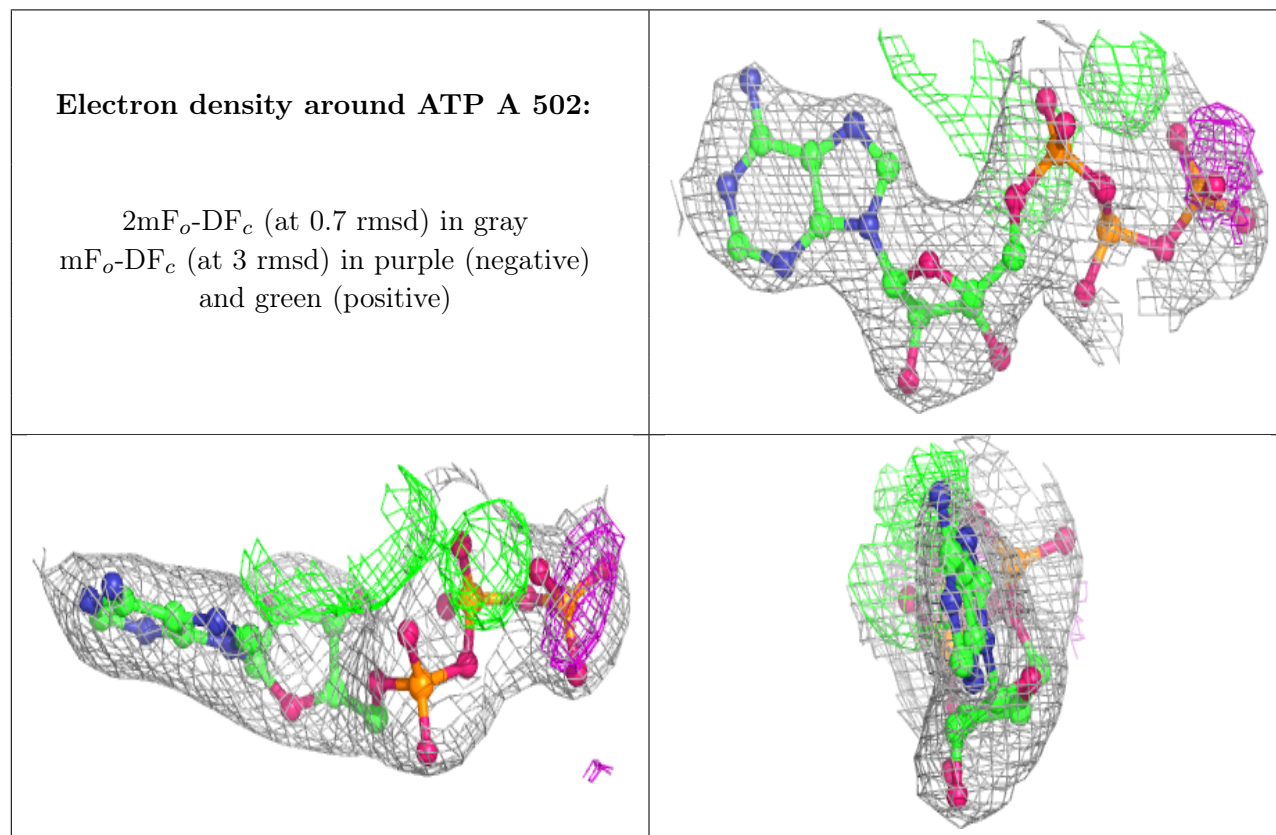 Electron density around ATP A 502:
2mFₒ-DF𝒸 (at 0.7 rmsd) in gray
mFₒ-DF𝒸 (at 3 rmsd) in purple (negative)
and green (positive)